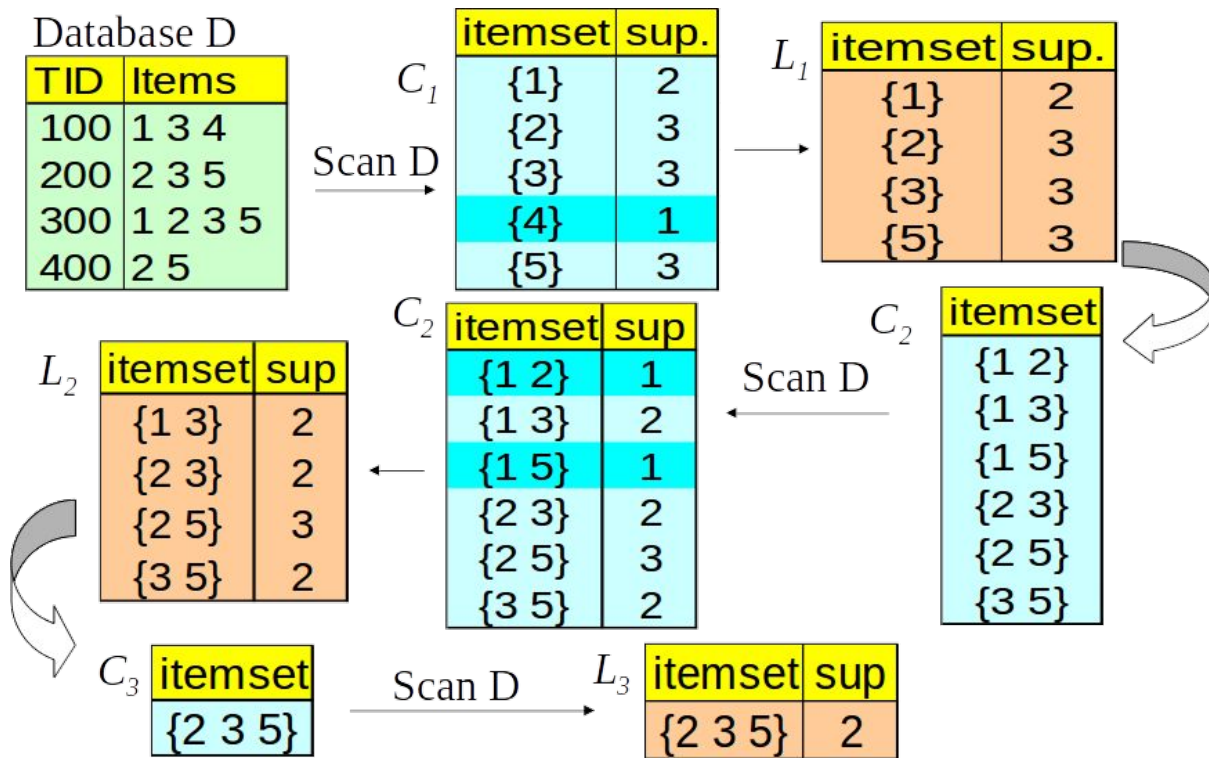 Database D
TID Items
100 1 3 4
200 2 3 5
300 1 2 3 5
400 2 5
Scan D
C1
itemset sup.
{1} 2
{2} 3
{3} 3
{4} 1
{5} 3
L1
itemset sup.
{1} 2
{2} 3
{3} 3
{5} 3
C2
itemset
{1 2}
{1 3}
{1 5}
{2 3}
{2 5}
{3 5}
Scan D
C2
itemset sup
{1 2} 1
{1 3} 2
{1 5} 1
{2 3} 2
{2 5} 3
{3 5} 2
L2
itemset sup
{1 3} 2
{2 3} 2
{2 5} 3
{3 5} 2
C3
itemset
{2 3 5}
Scan D
L3
itemset sup
{2 3 5} 2